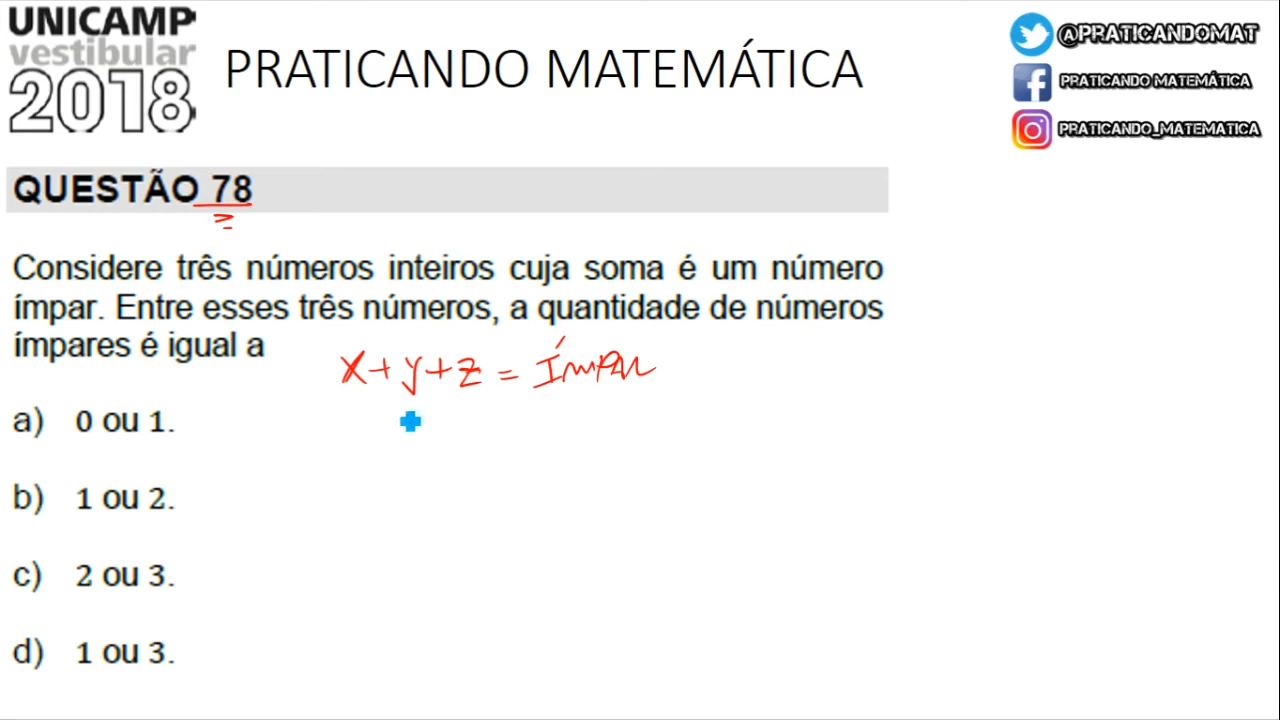 UNICAMP
vestibular
2018
PRATICANDO MATEMÁTICA
@PRATICANDOMAT
PRATICANDO MATEMÁTICA
PRATICANDO_MATEMATICA
QUESTÃO 78
Considere três números inteiros cuja soma é um número
ímpar. Entre esses três números, a quantidade de números
ímpares é igual a
x+y+z = Ímpar
a) 0 ou 1.
b) 1 ou 2.
c) 2 ou 3.
d) 1 ou 3.